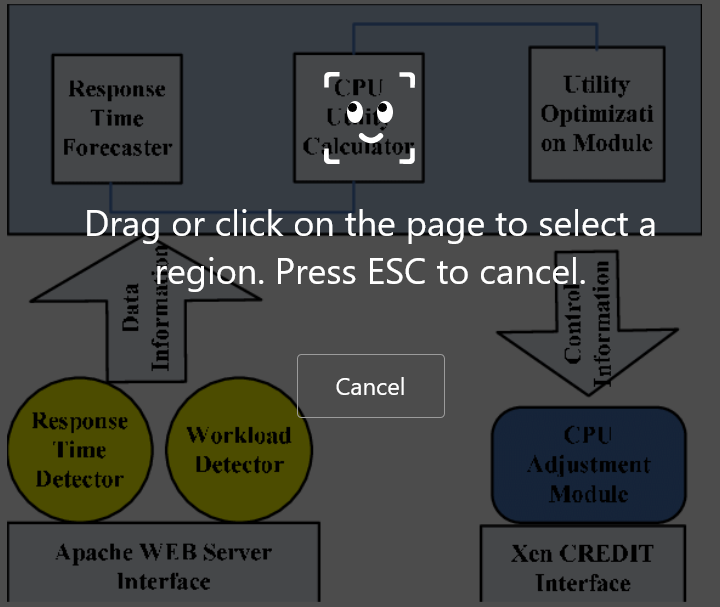 Response
Time
Forecaster
CPU
Utility
Calculator
Utility
Optimizati
on Module
Drag or click on the page to select a
region. Press ESC to cancel.
Data
Information
Control
Information
Cancel
Response
Time
Detector
Workload
Detector
CPU
Adjustment
Module
Apache WEB Server
Interface
Xen CREDIT
Interface